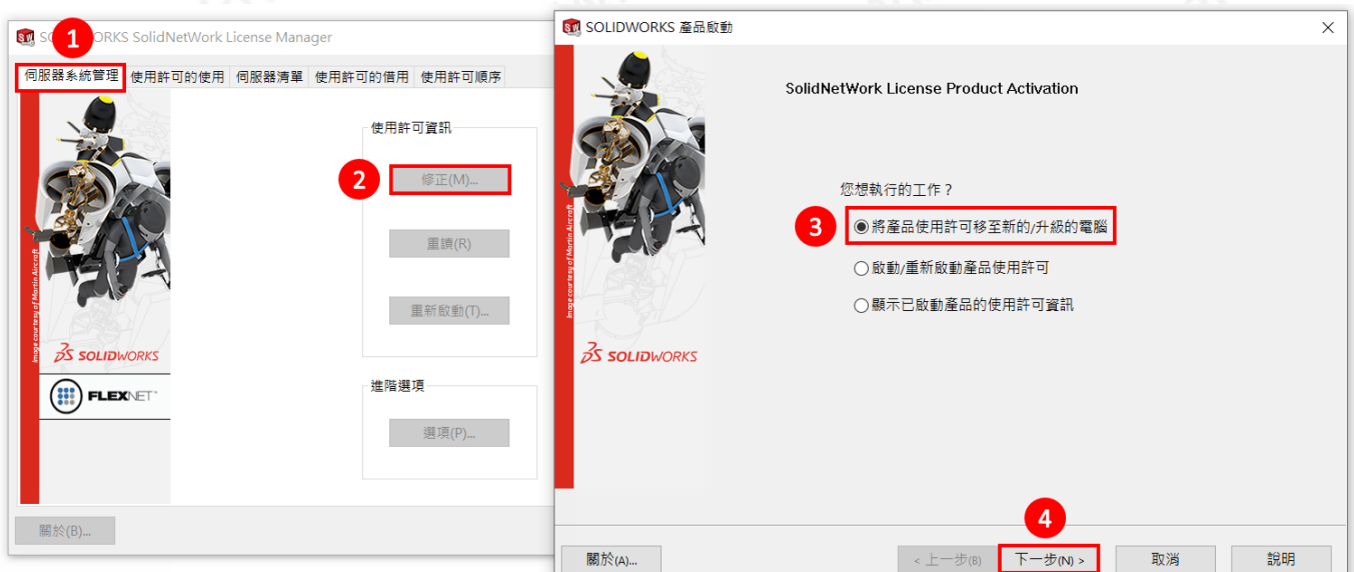 1
SOLIDWORKS SolidNetWork License Manager
伺服器系統管理 使用許可的使用 伺服器清單 使用許可的借用 使用許可順序
使用許可資訊
2
修正(M)...
重讀(R)
重新啟動(T)...
Image courtesy of Martin Aircraft
SOLIDWORKS
FLEXNET
進階選項
選項(P)...
關於(B)...
SOLIDWORKS 產品啟動
SolidNetWork License Product Activation
您想執行的工作？
3
將產品使用許可移至新的/升級的電腦
啟動/重新啟動產品使用許可
顯示已啟動產品的使用許可資訊
Image courtesy of Martin Aircraft
SOLIDWORKS
4
關於(A)...
< 上一步(B) 下一步(N) > 取消 說明